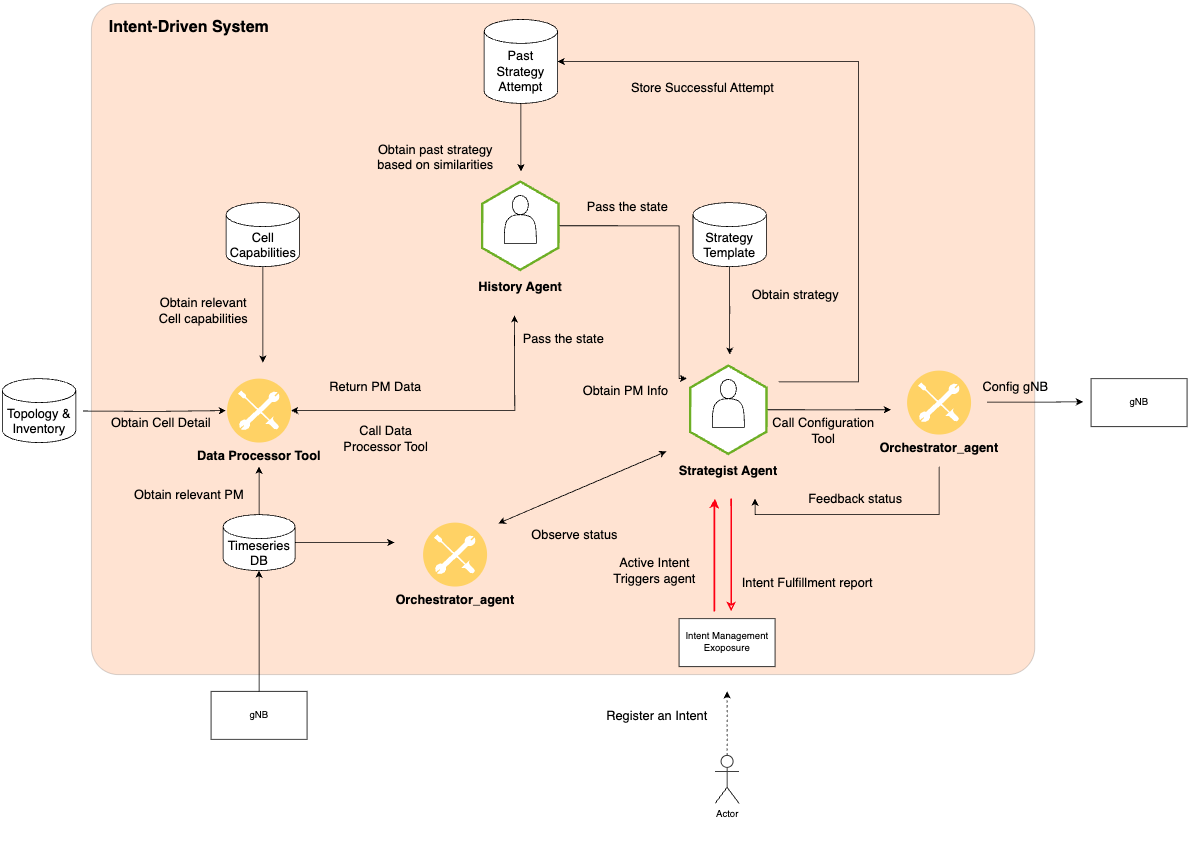 Intent-Driven System
Past
Strategy
Attempt
Store Successful Attempt
Obtain past strategy
based on similarities
Pass the state
Cell
Capabilities
Strategy
Template
History Agent
Obtain relevant
Cell capabilities
Obtain strategy
Pass the state
Return PM Data
Obtain PM Info
Config gNB
gNB
Topology &
Inventory
Obtain Cell Detail
Call Data
Processor Tool
Call Configuration
Tool
Data Processor Tool
Orchestrator_agent
Strategist Agent
Obtain relevant PM
Feedback status
Timeseries
DB
Observe status
Orchestrator_agent
Active Intent
Triggers agent
Intent Fulfillment report
Intent Management
Exoposure
gNB
Register an Intent
Actor